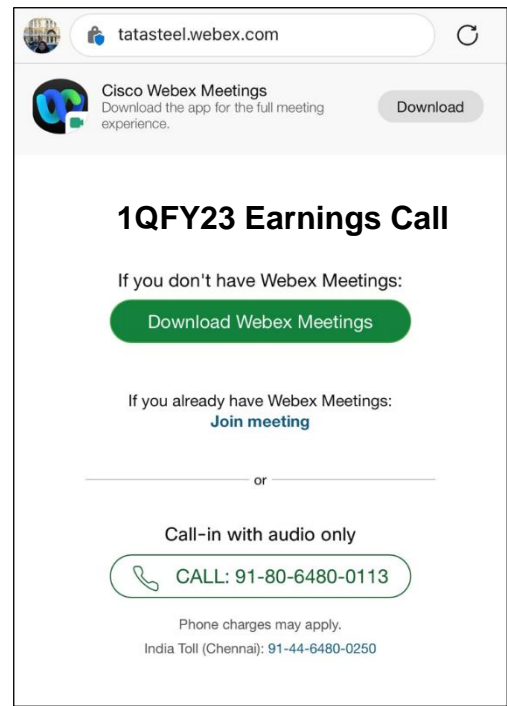 tatasteel.webex.com
Cisco Webex Meetings
Download the app for the full meeting
experience.
Download
1QFY23 Earnings Call
If you don't have Webex Meetings:
Download Webex Meetings
If you already have Webex Meetings:
Join meeting
or
Call-in with audio only
CALL: 91-80-6480-0113
Phone charges may apply.
India Toll (Chennai): 91-44-6480-0250